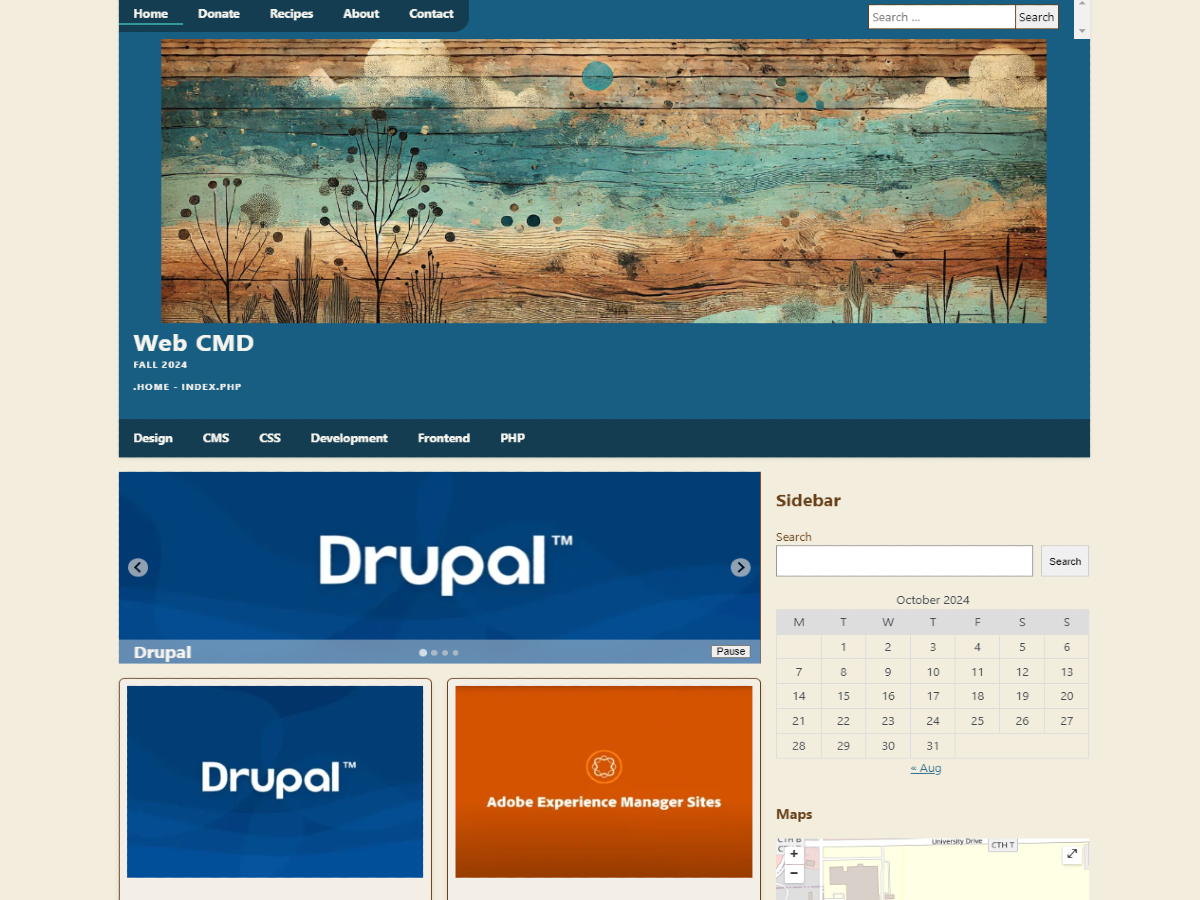 Home Donate Recipes About Contact
Search ... Search
Web CMD
FALL 2024
.HOME - INDEX.PHP
Design CMS CSS Development Frontend PHP
Drupal™
Drupal Pause
Drupal™
Adobe Experience Manager Sites
Sidebar
Search
Search
October 2024
M T W T F S S
1 2 3 4 5 6
7 8 9 10 11 12 13
14 15 16 17 18 19 20
21 22 23 24 25 26 27
28 29 30 31
« Aug
Maps
University Drive CTH T
+
−